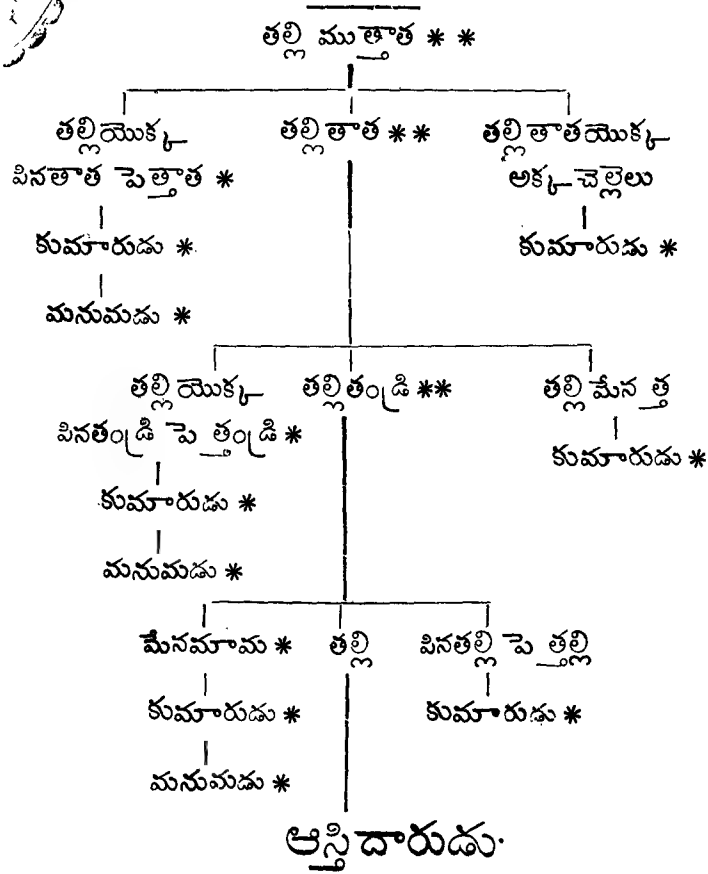 తల్లి ముత్తాత * *
తల్లియొక్క తల్లితాత ** తల్లితాతయొక్క
పినతాత పెత్తాత * అక్కచెల్లెలు
కుమారుడు * కుమారుడు *
మనుమడు *
తల్లి యొక్క తల్లితండ్రి ** తల్లి మేనత్త
పినతండ్రి పెత్తండ్రి *
కుమారుడు *
కుమారుడు *
మనుమడు *
మేనమామ * తల్లి పినతల్లి పెత్తల్లి
కుమారుడు * కుమారుడు *
మనుమడు *
ఆస్తిదారుడు.